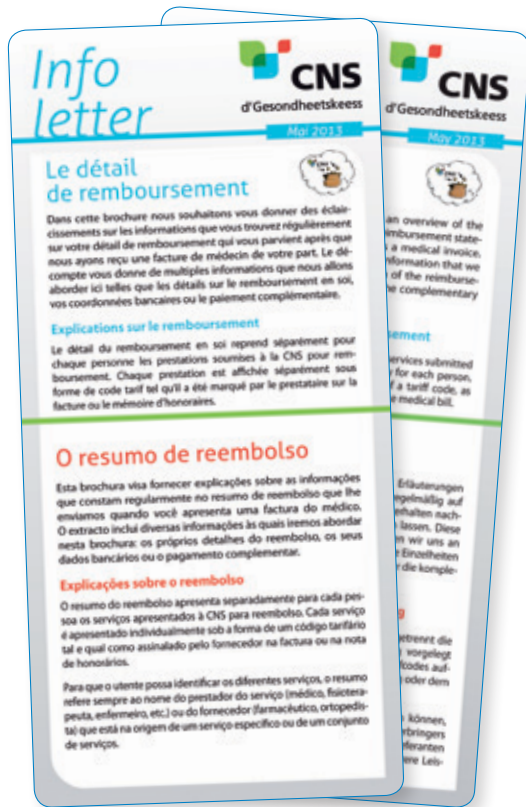 Info
letter
CNS
d'Gesondheetskeess
Mai 2013
Le détail
de remboursement
Dans cette brochure nous souhaitons vous donner des éclair-
cissements sur les informations que vous trouvez régulièrement
sur votre détail de remboursement qui vous parvient après que
nous ayons reçu une facture de médecin de votre part. Le dé-
compte vous donne de multiples informations que nous allons
aborder ici telles que les détails sur le remboursement en soi,
vos coordonnées bancaires ou le paiement complémentaire.
Explications sur le remboursement
Le détail du remboursement en soi reprend séparément pour
chaque personne les prestations soumises à la CNS pour rem-
boursement. Chaque prestation est affichée séparément sous
forme de code tarif tel qu'il a été marqué par le prestataire sur la
facture ou le mémoire d'honoraires.
O resumo de reembolso
Esta brochura visa fornecer explicações sobre as informações
que constam regularmente no resumo de reembolso que lhe
enviamos quando você apresenta uma factura do médico.
O extracto inclui diversas informações às quais iremos abordar
nesta brochura: os próprios detalhes do reembolso, os seus
dados bancários ou o pagamento complementar.
Explicações sobre o reembolso
O resumo do reembolso apresenta separadamente para cada pes-
soa os serviços apresentados à CNS para reembolso. Cada serviço
é apresentado individualmente sob a forma de um código tarifário
tal e qual como assinalado pelo fornecedor na factura ou na nota
de honorários.
Para que o utente possa identificar os diferentes serviços, o resumo
refere sempre ao nome do prestador do serviço (médico, fisiotera-
peuta, enfermeiro, etc.) ou do fornecedor (farmacêutico, ortopedis-
ta) que está na origem de um serviço específico ou de um conjunto
de serviços.
CNS
d'Gesondheetskeess
May 2013
an overview of the
imbursement state-
s a medical invoice.
nformation that we
of the reimburse-
e complementary
sement
ervices submitted
for each person,
f a tariff code, as
e medical bill.
Erläuterungen
egelmäßig auf
ehalten nach-
lassen. Diese
en wir uns an
e Einzelheiten
r die komple-
g
etrennt die
vorgelegt
fcodes auf-
oder dem
können,
erbringers
eferanten
ere Leis-